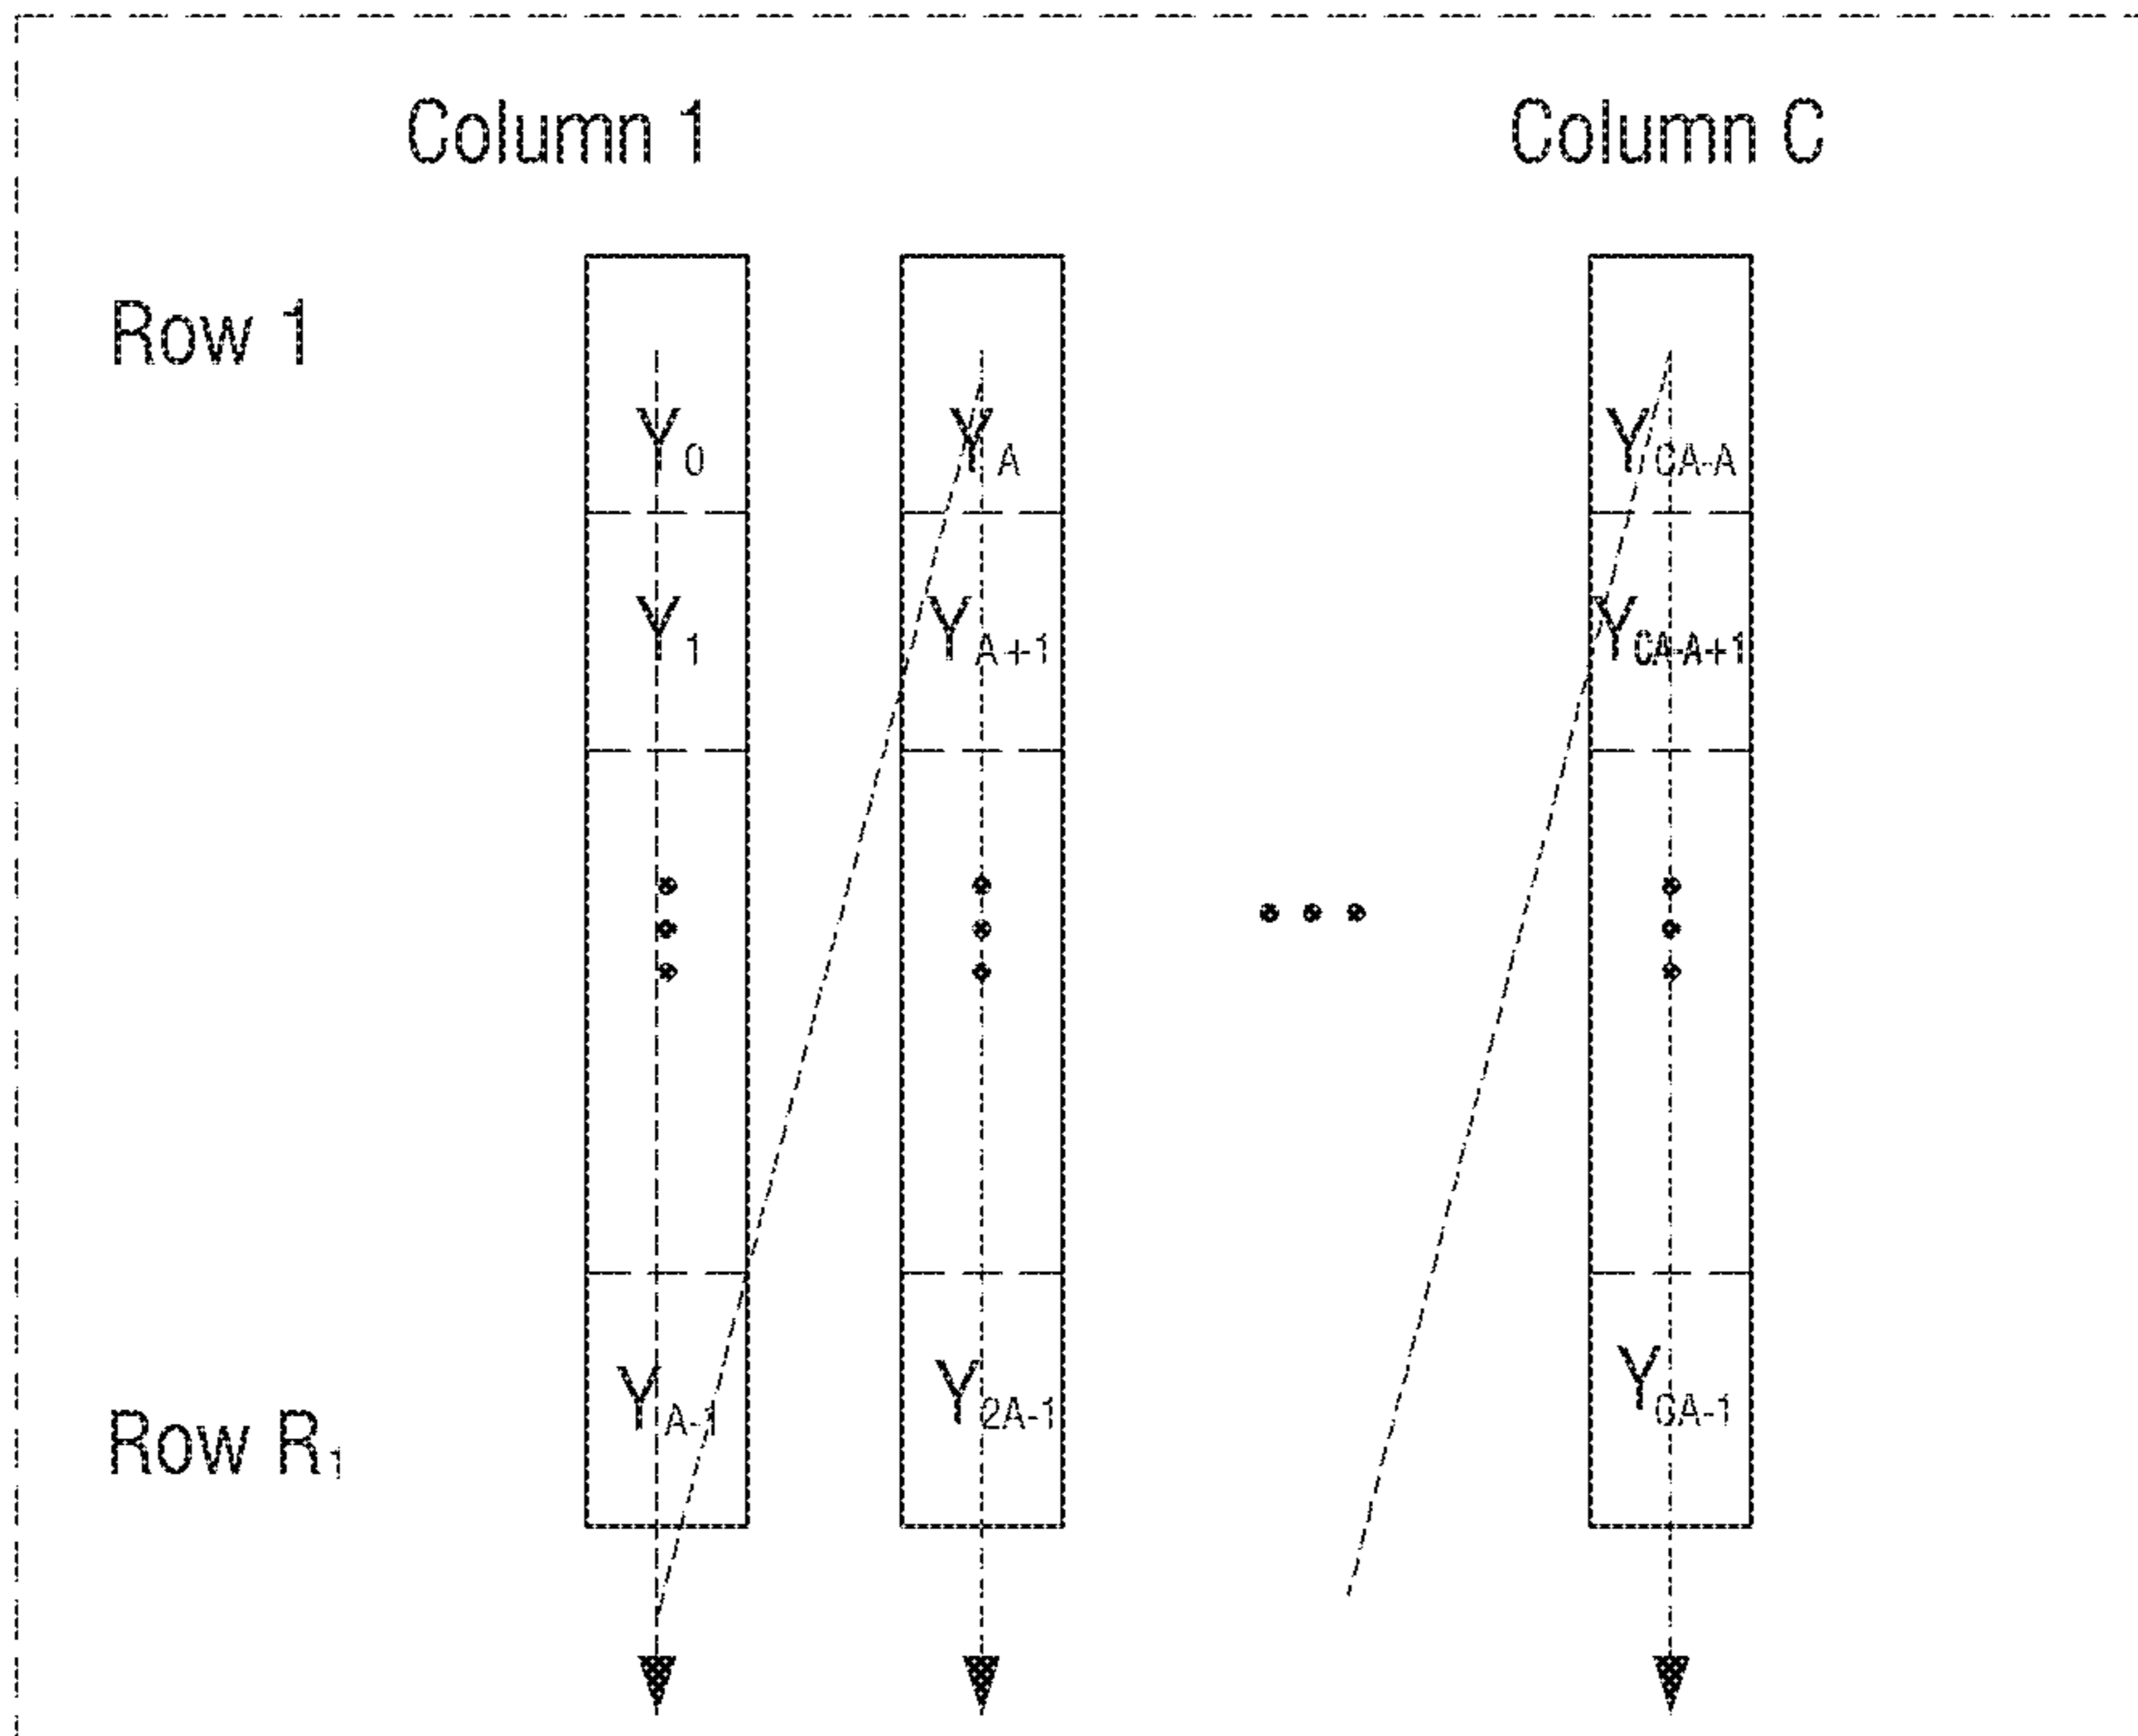 Column 1 Column C
Row 1
Y0 YA YCA-A
Y1 YA+1 YCA-A+1
YA-1 Y2A-1 YCA-1
Row R1